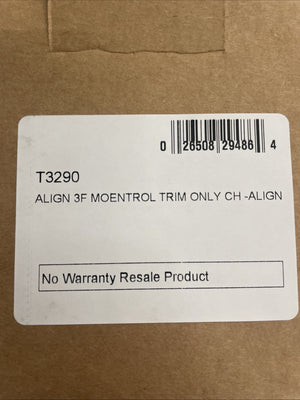 0 26508 29486 4
T3290
ALIGN 3F MOENTROL TRIM ONLY CH -ALIGN
No Warranty Resale Product